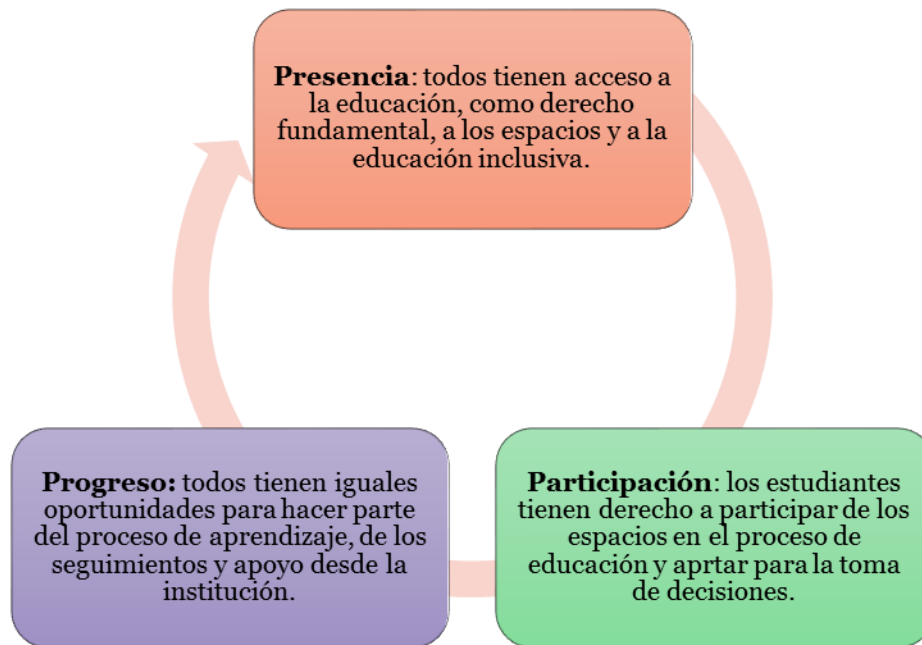 Presencia: todos tienen acceso a
la educación, como derecho
fundamental, a los espacios y a la
educación inclusiva.
Progreso: todos tienen iguales
oportunidades para hacer parte
del proceso de aprendizaje, de los
seguimientos y apoyo desde la
institución.
Participación: los estudiantes
tienen derecho a participar de los
espacios en el proceso de
educación y aprtar para la toma
de decisiones.